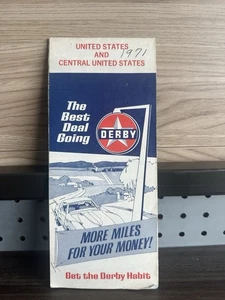 UNITED STATES
AND
CENTRAL UNITED STATES
1971
The
Best
Deal
Going
DERBY
MORE MILES
FOR YOUR MONEY!
Get the Derby Habit